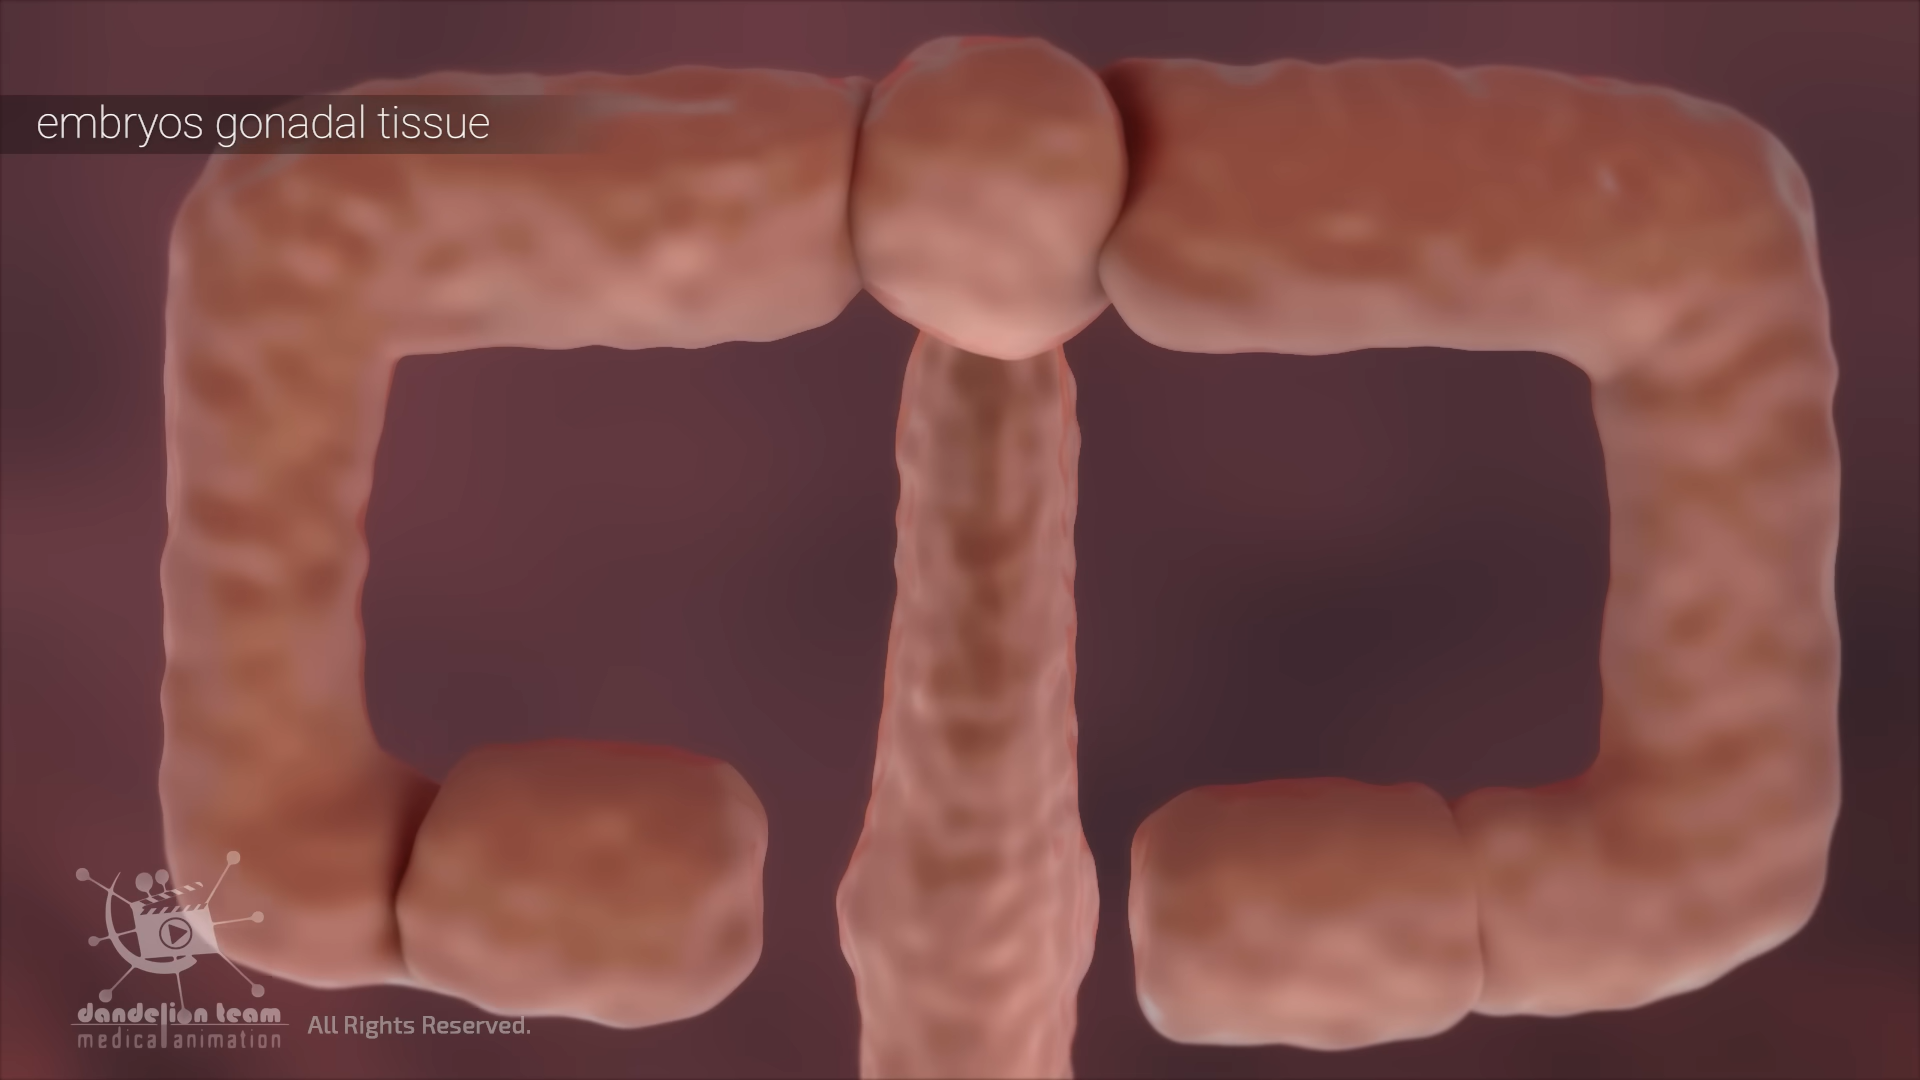 embryos gonadal tissue
dandelion team
medical animation
All Rights Reserved.